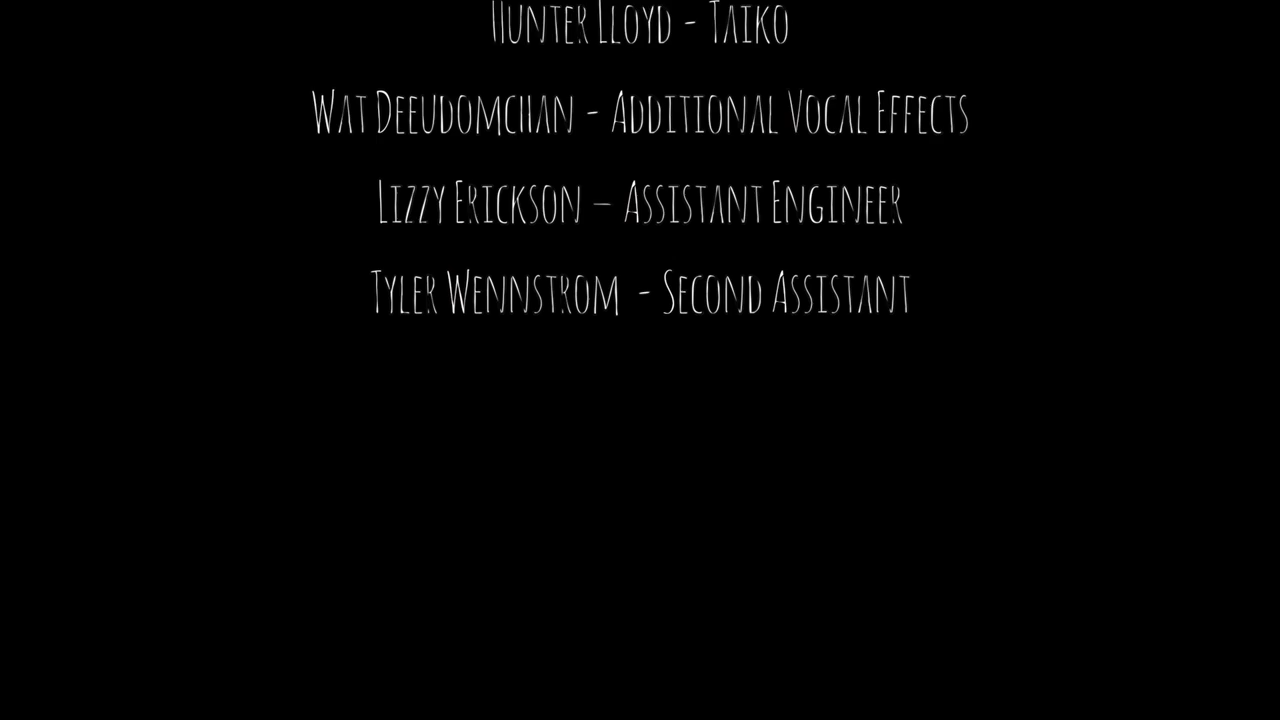 Hunter Lloyd - Taiko
Wat Deeudomchan - Additional Vocal Effects
Lizzy Erickson – Assistant Engineer
Tyler Wennstrom - Second Assistant